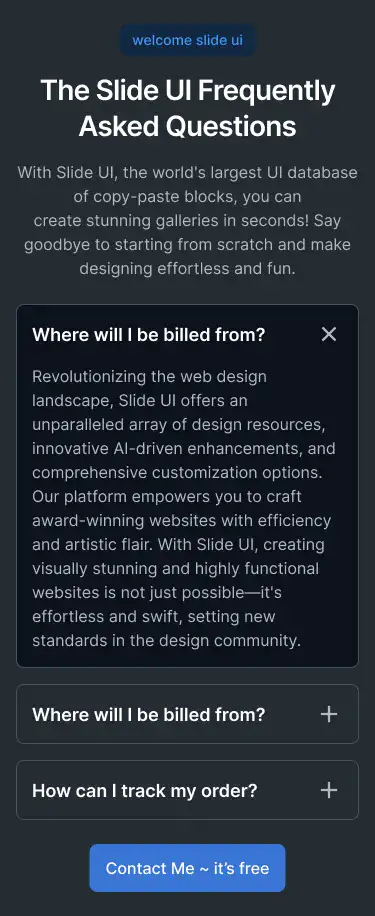 welcome slide ui
The Slide UI Frequently
Asked Questions
With Slide UI, the world's largest UI database
of copy-paste blocks, you can
create stunning galleries in seconds! Say
goodbye to starting from scratch and make
designing effortless and fun.
Where will I be billed from?
Revolutionizing the web design
landscape, Slide UI offers an
unparalleled array of design resources,
innovative AI-driven enhancements, and
comprehensive customization options.
Our platform empowers you to craft
award-winning websites with efficiency
and artistic flair. With Slide UI, creating
visually stunning and highly functional
websites is not just possible—it's
effortless and swift, setting new
standards in the design community.
Where will I be billed from?
How can I track my order?
Contact Me ~ it’s free